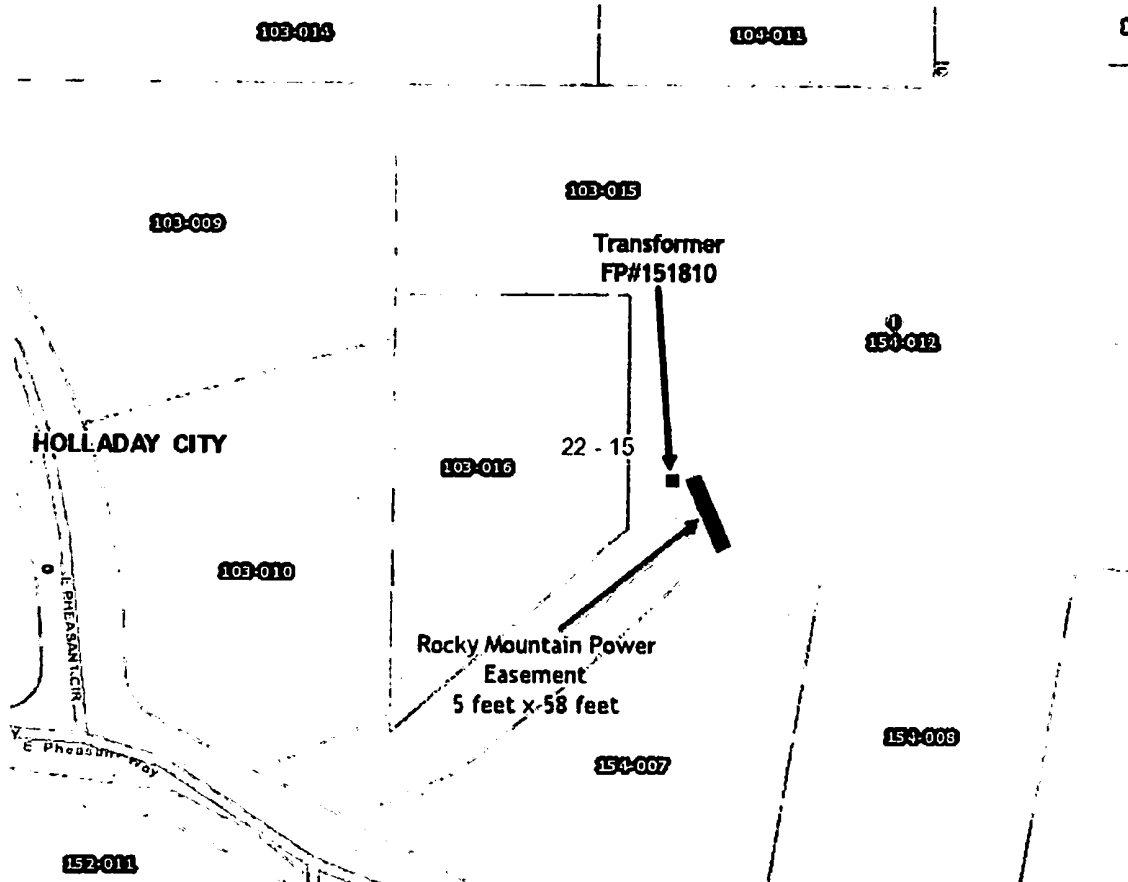 103-014
104-011
103-015
103-009
Transformer
FP#151810
154-012
HOLLADAY CITY
22 - 15
103-016
103-010
E PHEASANT CIR
Rocky Mountain Power
Easement
5 feet x 58 feet
E Pheasant Way
154-007
154-008
152-011